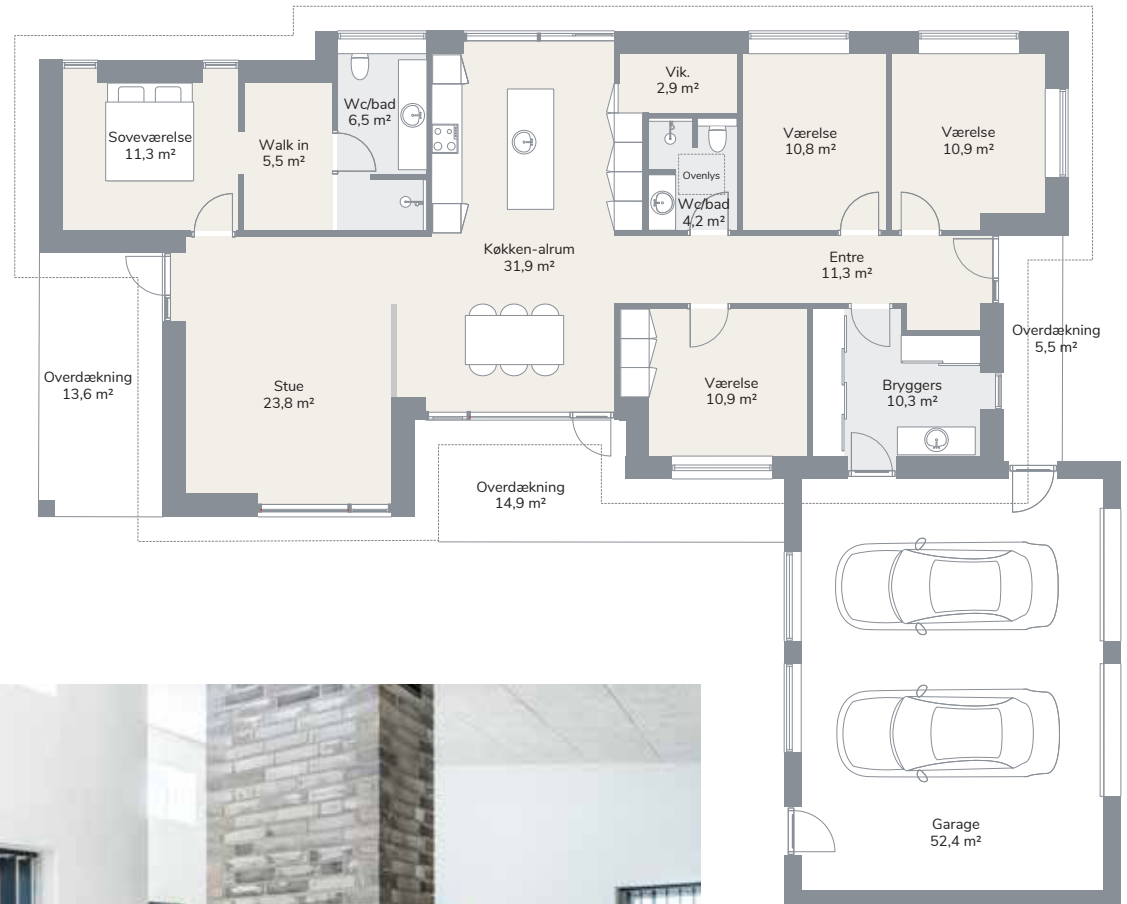 Soveværelse
11,3 m²
Walk in
5,5 m²
Wc/bad
6,5 m²
Vik.
2,9 m²
Værelse
10,8 m²
Værelse
10,9 m²
Ovenlys
Wc/bad
4,2 m²
Køkken-alrum
31,9 m²
Entre
11,3 m²
Overdækning
5,5 m²
Overdækning
13,6 m²
Stue
23,8 m²
Værelse
10,9 m²
Bryggers
10,3 m²
Overdækning
14,9 m²
Garage
52,4 m²